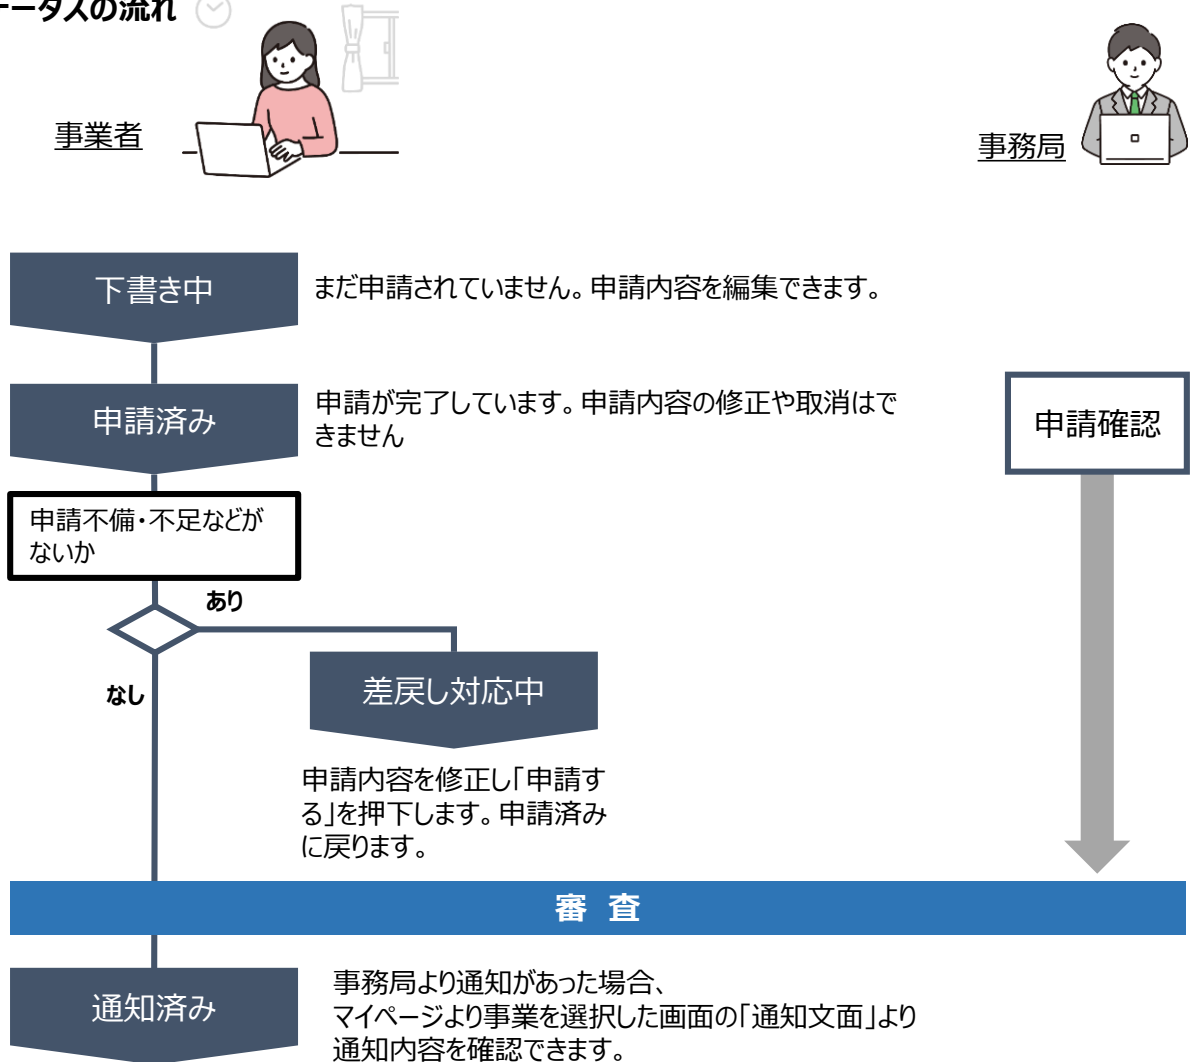 ータスの流れ
事業者
事務局
下書き中
まだ申請されていません。申請内容を編集できます。
申請済み
申請が完了しています。申請内容の修正や取消はで
きません
申請確認
申請不備・不足などが
ないか
あり
なし
差戻し対応中
申請内容を修正し「申請す
る」を押下します。申請済み
に戻ります。
審 査
通知済み
事務局より通知があった場合、
マイページより事業を選択した画面の「通知文面」より
通知内容を確認できます。